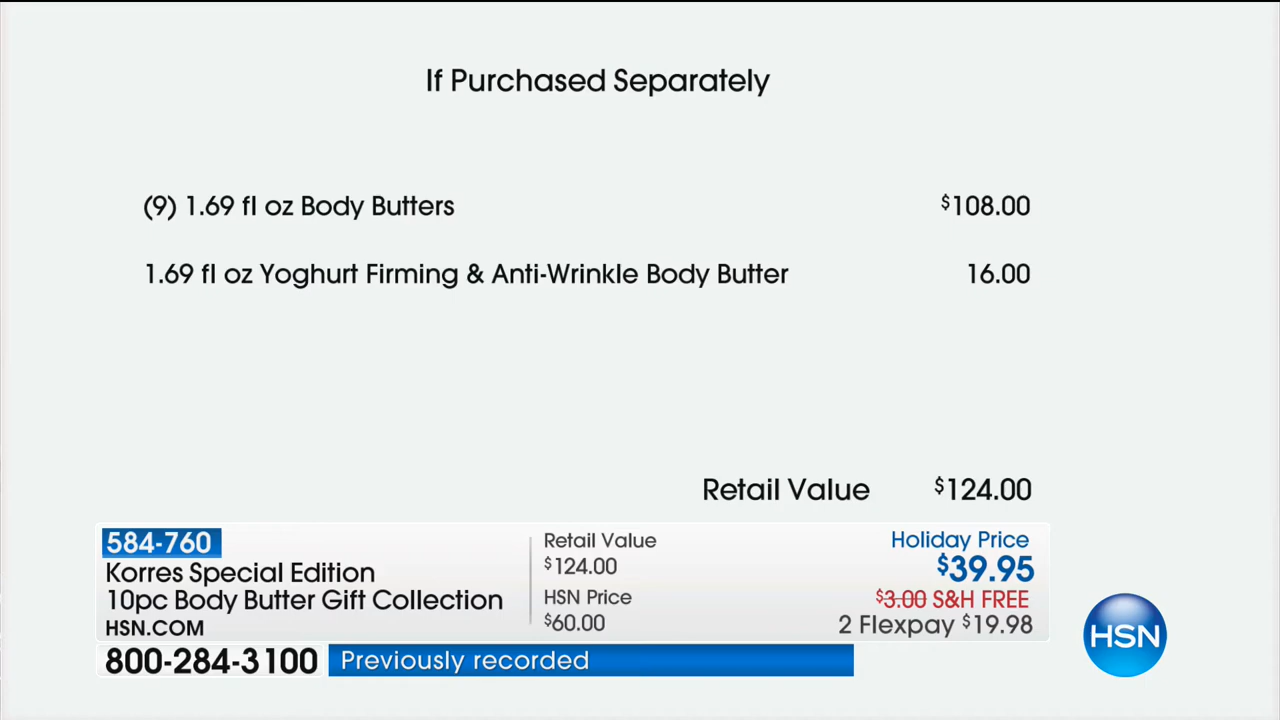 If Purchased Separately
(9) 1.69 fl oz Body Butters $108.00
1.69 fl oz Yoghurt Firming & Anti-Wrinkle Body Butter 16.00
Retail Value $124.00
584-760
Korres Special Edition
10pc Body Butter Gift Collection
HSN.COM
Retail Value
$124.00
HSN Price
$60.00
Holiday Price
$39.95
$3.00 S&H FREE
2 Flexpay $19.98
800-284-3100
Previously recorded
HSN